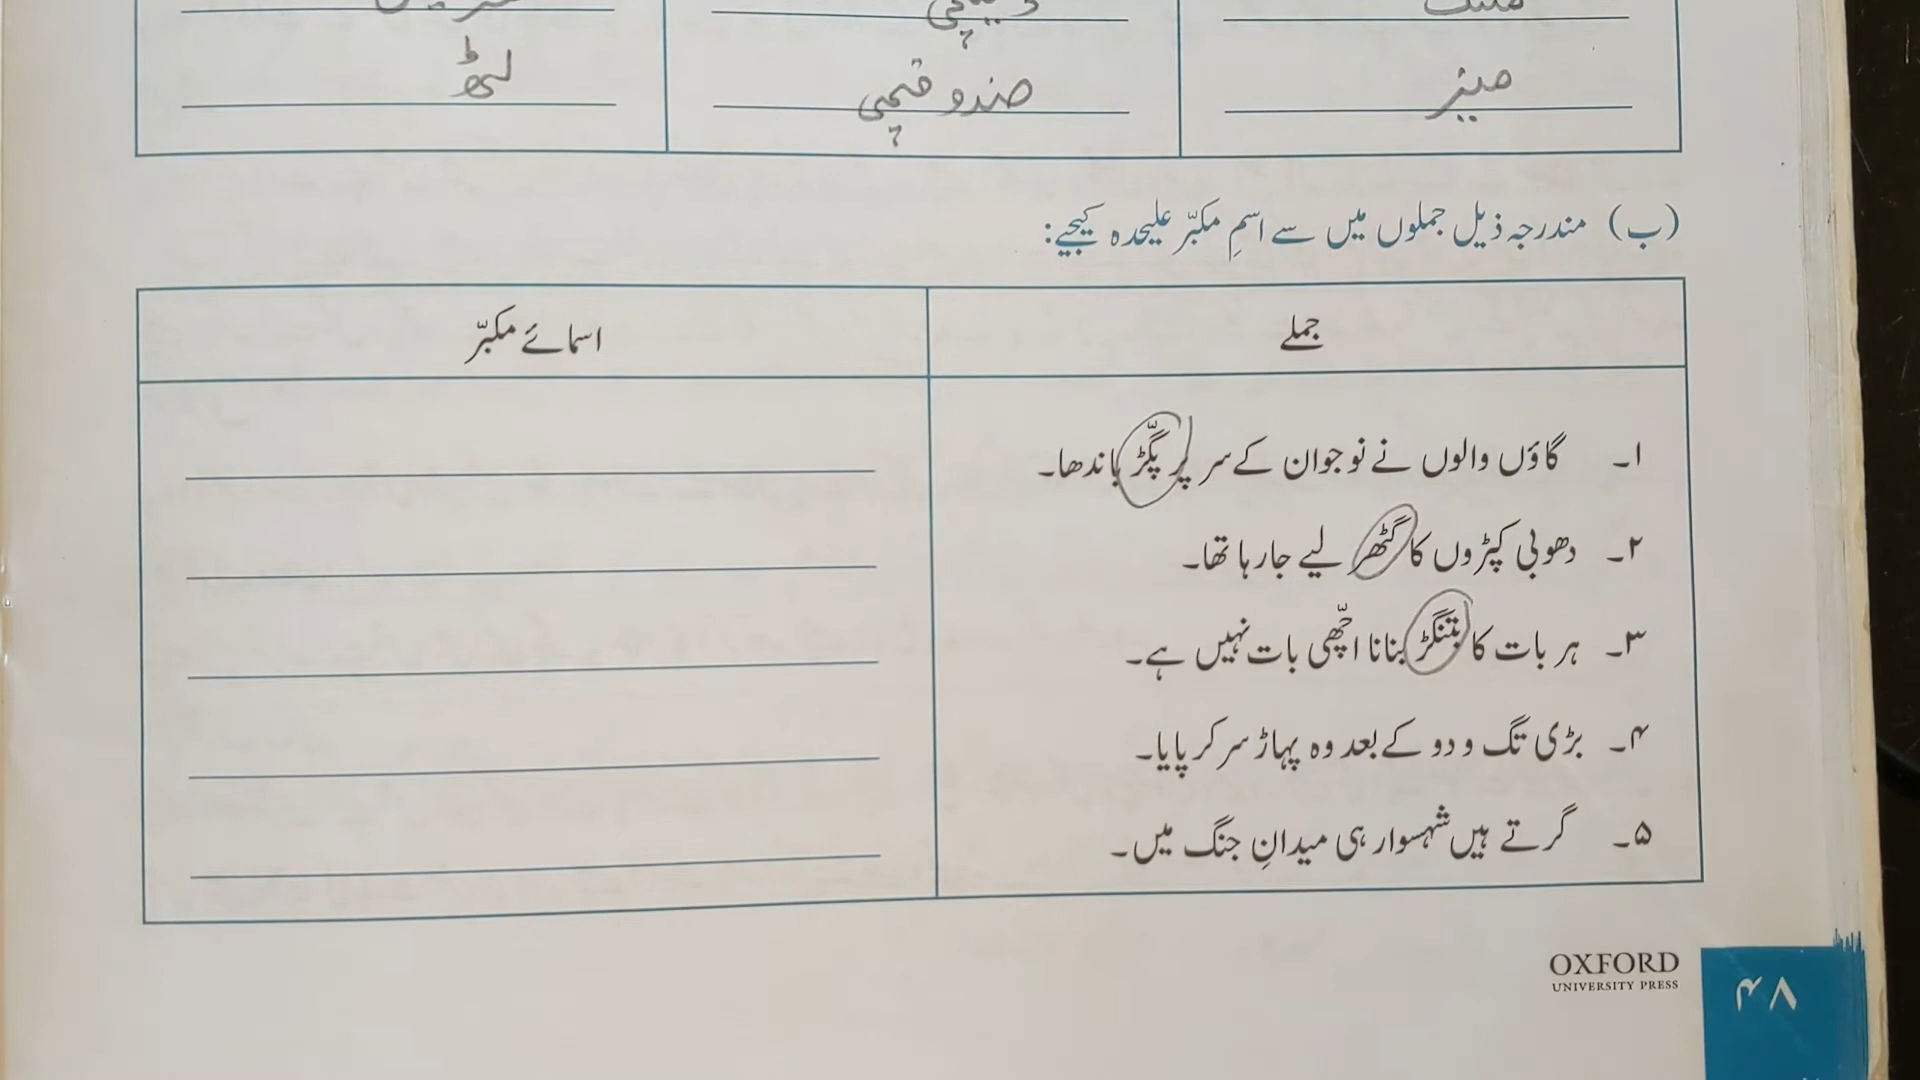 میز
صندوقچی
لٹھ
(ب) مندرجہ ذیل جملوں میں سے اسمِ مکبّر علیحدہ کیجیے:
جملے
اسمائے مکبّر
۱۔ گاؤں والوں نے نوجوان کے سر پر پگّڑ باندھا۔
۲۔ دھوبی کپڑوں کا گٹھر لیے جا رہا تھا۔
۳۔ ہر بات کا بتنگڑ بنانا اچّھی بات نہیں ہے۔
۴۔ بڑی تگ و دو کے بعد وہ پہاڑ سر کر پایا۔
۵۔ گرتے ہیں شہسوار ہی میدانِ جنگ میں۔
OXFORD
UNIVERSITY PRESS
۴۸